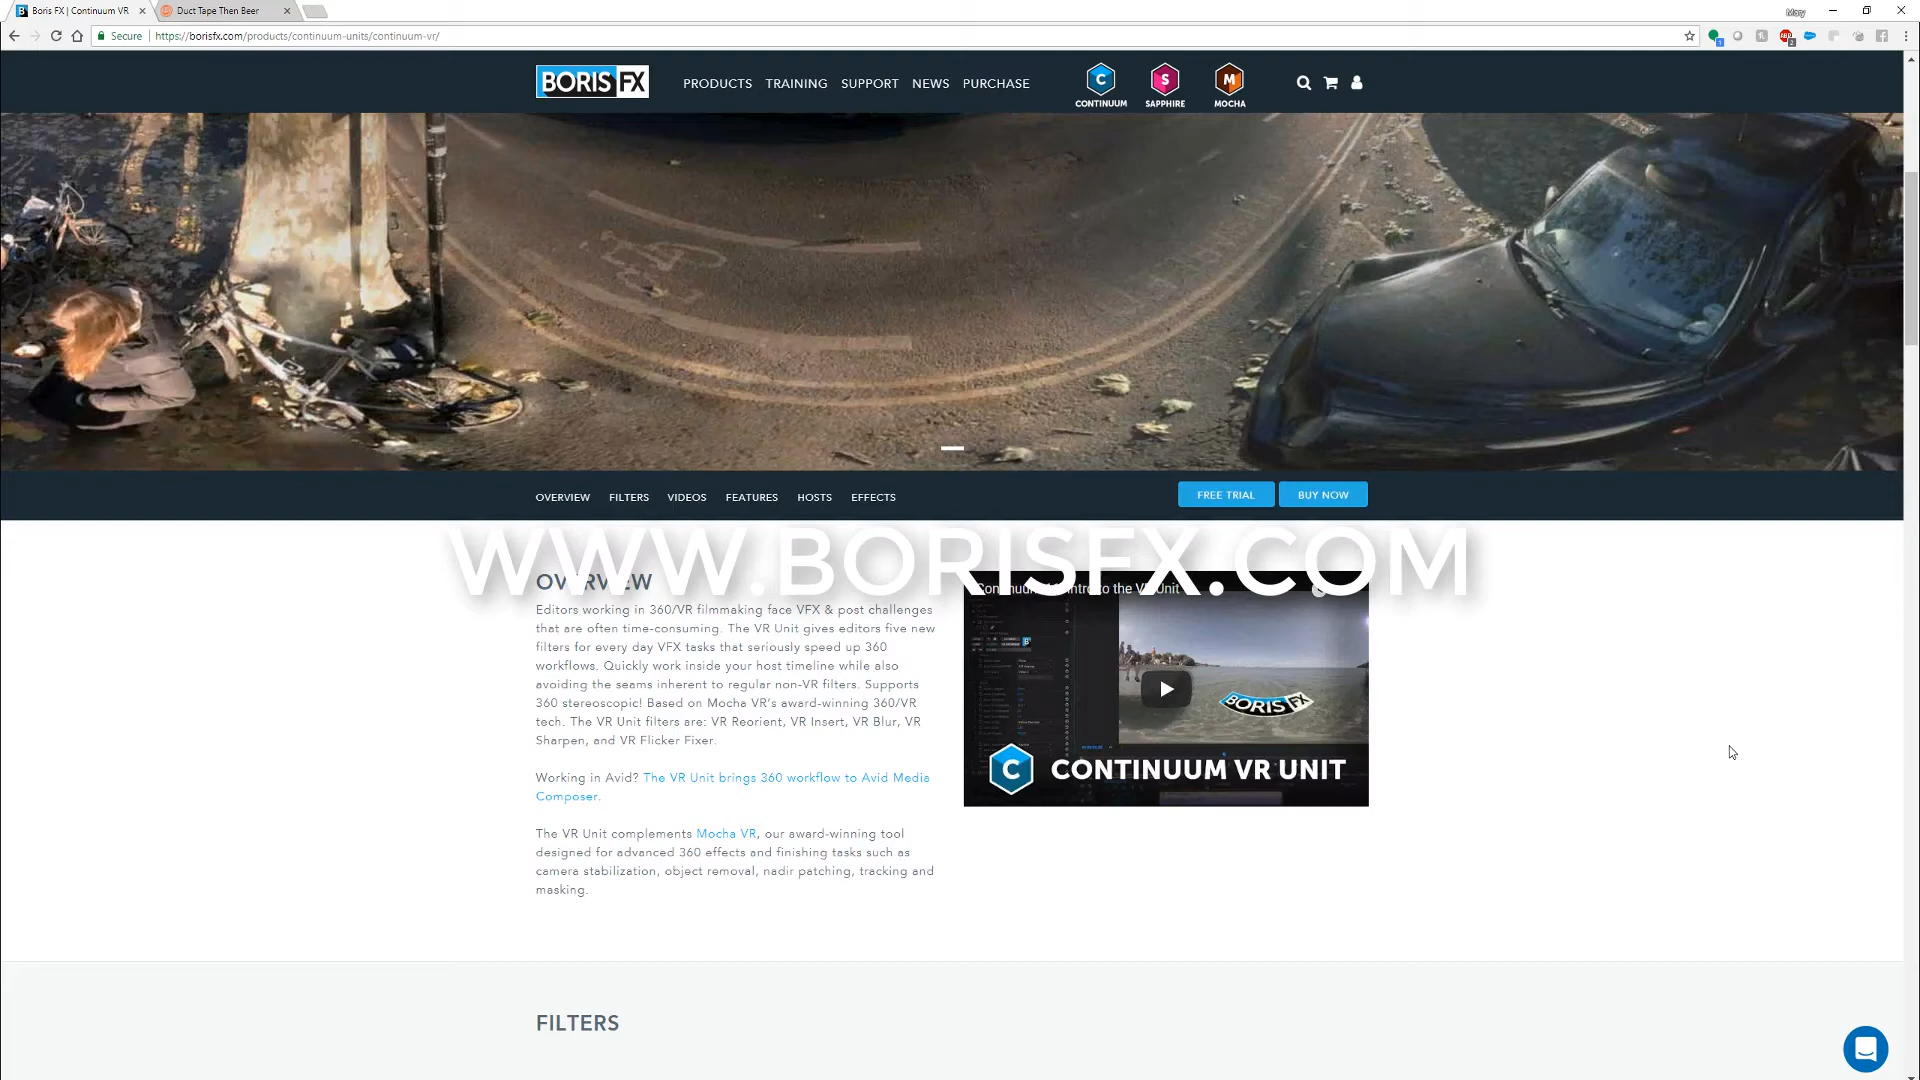 Boris FX | Continuum VR
Duct Tape Then Beer
Mary
Secure
https://borisfx.com/products/continuum-units/continuum-vr/
BORIS FX
PRODUCTS TRAINING SUPPORT NEWS PURCHASE
C
S
M
CONTINUUM SAPPHIRE MOCHA
OVERVIEW FILTERS VIDEOS FEATURES HOSTS EFFECTS
FREE TRIAL BUY NOW
WWW.BORISFX.COM
OVERVIEW
Editors working in 360/VR filmmaking face VFX & post challenges
that are often time-consuming. The VR Unit gives editors five new
filters for every day VFX tasks that seriously speed up 360
workflows. Quickly work inside your host timeline while also
avoiding the seams inherent to regular non-VR filters. Supports
360 stereoscopic! Based on Mocha VR's award-winning 360/VR
tech. The VR Unit filters are: VR Reorient, VR Insert, VR Blur, VR
Sharpen, and VR Flicker Fixer.
Working in Avid? The VR Unit brings 360 workflow to Avid Media
Composer.
The VR Unit complements Mocha VR, our award-winning tool
designed for advanced 360 effects and finishing tasks such as
camera stabilization, object removal, nadir patching, tracking and
masking.
Intro to the VR Unit
BORIS FX
C CONTINUUM VR UNIT
FILTERS